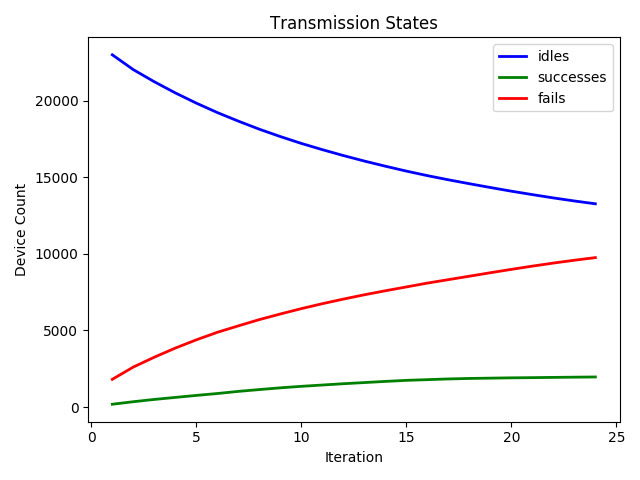 Transmission States
idles
successes
fails
Device Count
20000
15000
10000
5000
0
0 5 10 15 20 25
Iteration